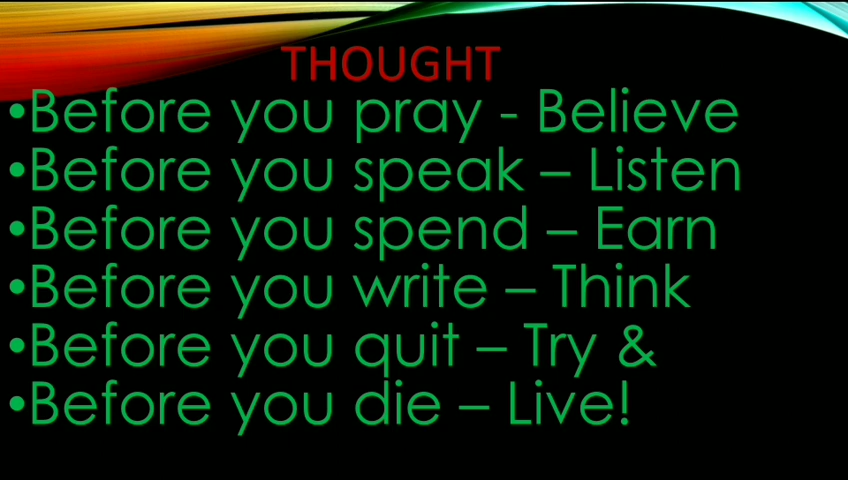 THOUGHT
•Before you pray - Believe
•Before you speak – Listen
•Before you spend – Earn
•Before you write – Think
•Before you quit – Try &
•Before you die – Live!